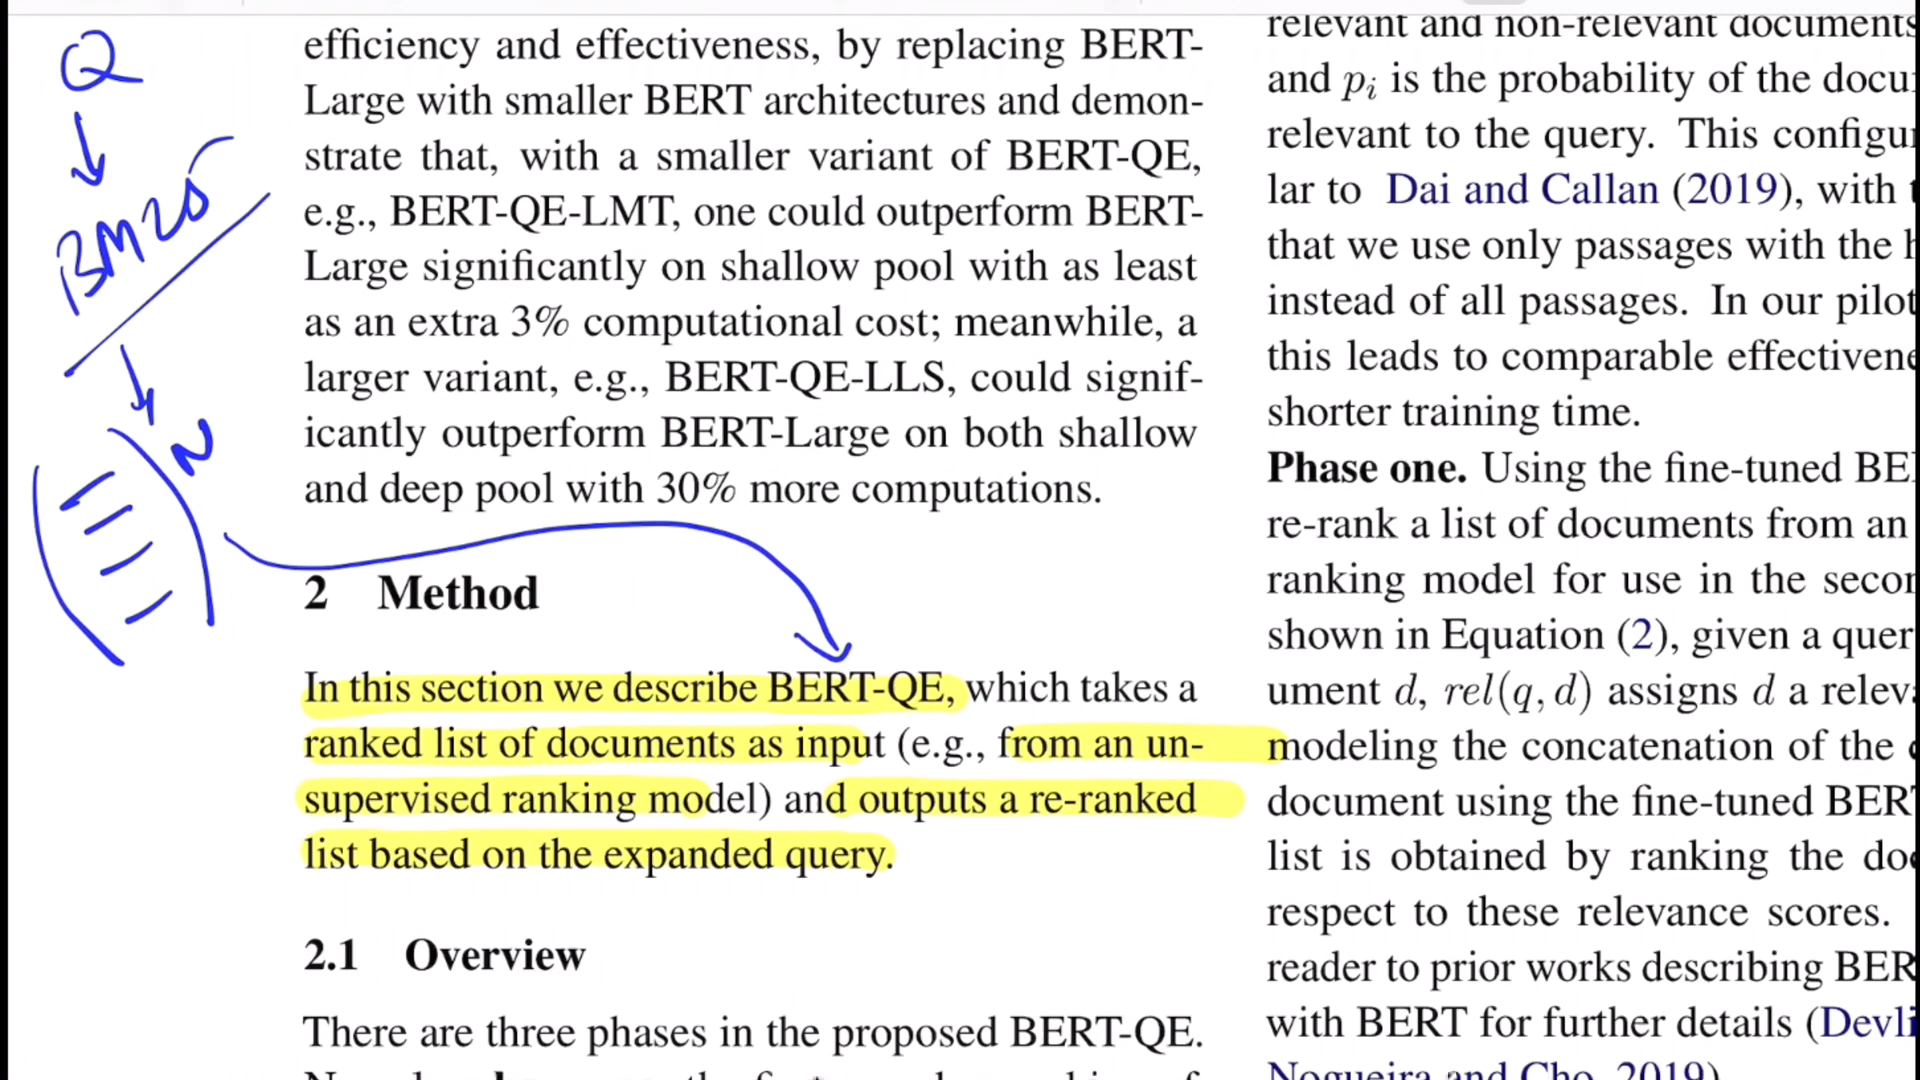 Q
BM25
N
efficiency and effectiveness, by replacing BERT-
Large with smaller BERT architectures and demon-
strate that, with a smaller variant of BERT-QE,
e.g., BERT-QE-LMT, one could outperform BERT-
Large significantly on shallow pool with as least
as an extra 3% computational cost; meanwhile, a
larger variant, e.g., BERT-QE-LLS, could signif-
icantly outperform BERT-Large on both shallow
and deep pool with 30% more computations.
2 Method
In this section we describe BERT-QE, which takes a
ranked list of documents as input (e.g., from an un-
supervised ranking model) and outputs a re-ranked
list based on the expanded query.
2.1 Overview
There are three phases in the proposed BERT-QE.
relevant and non-relevant documents
and pᵢ is the probability of the docu
relevant to the query. This configu
lar to Dai and Callan (2019), with
that we use only passages with the
instead of all passages. In our pilot
this leads to comparable effectivene
shorter training time.
Phase one. Using the fine-tuned BE
re-rank a list of documents from an
ranking model for use in the secon
shown in Equation (2), given a quer
ument d, rel(q, d) assigns d a relev
modeling the concatenation of the
document using the fine-tuned BER
list is obtained by ranking the do
respect to these relevance scores.
reader to prior works describing BER
with BERT for further details (Devli
Nogueira and Cho, 2019)